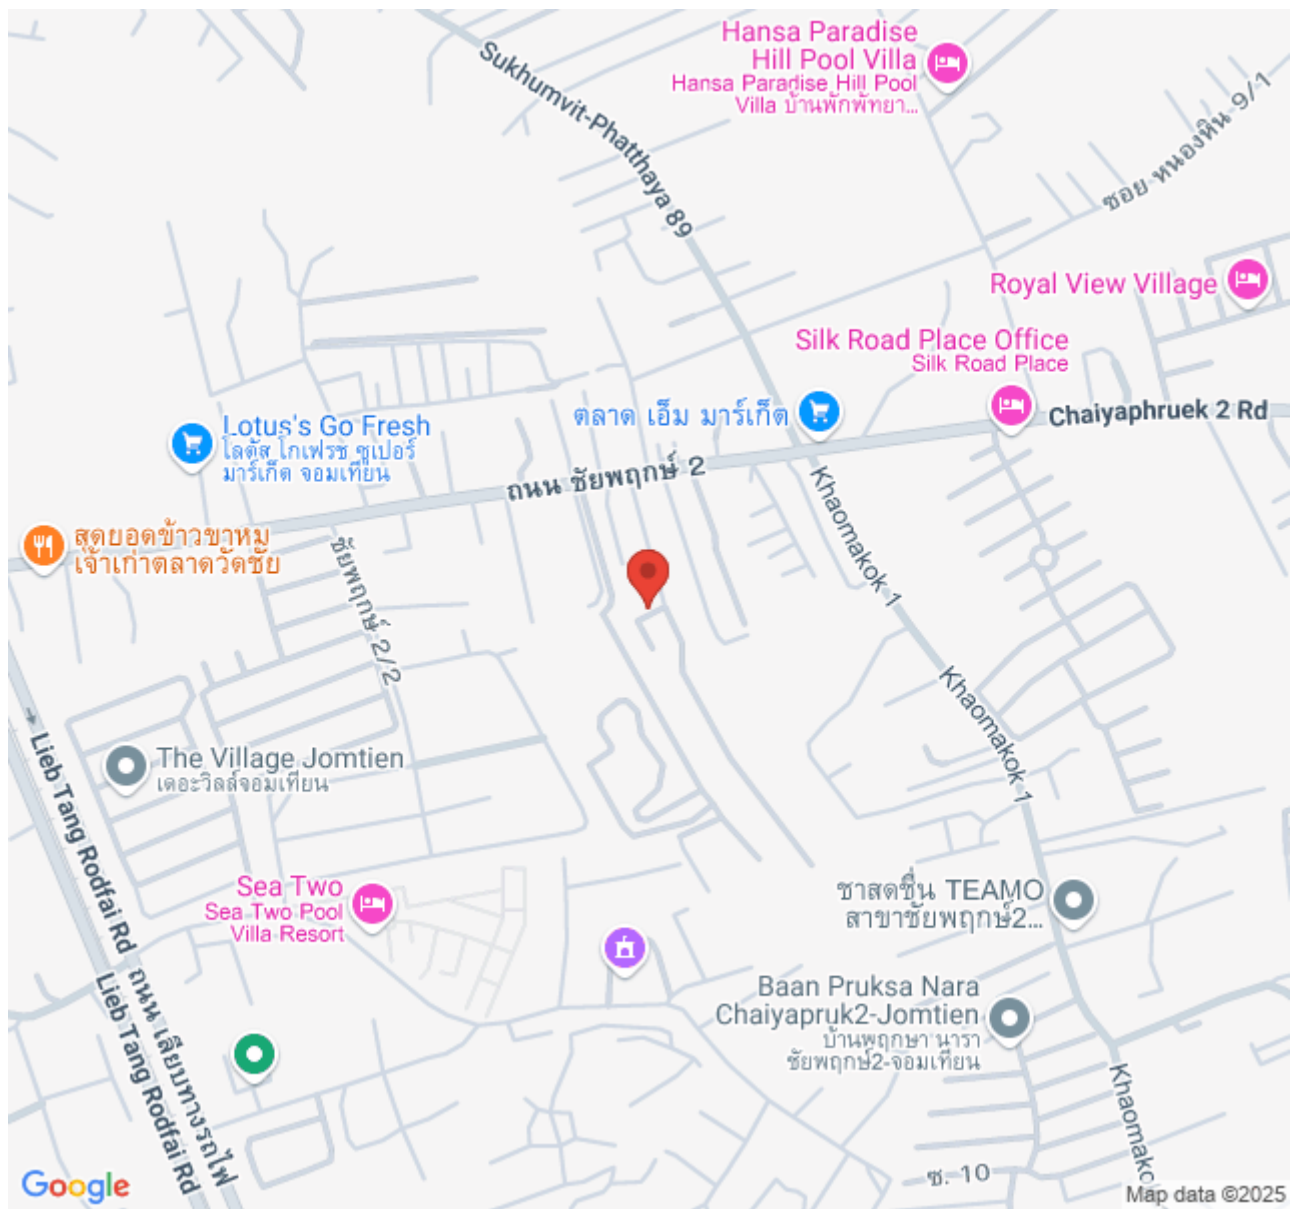 Hansa Paradise
Hill Pool Villa
Hansa Paradise Hill Pool
Villa บ้านพักพัทยา...
Sukhumvit-Phatthaya 89
ซอย หนองหิน 9/1
Royal View Village
Silk Road Place Office
Silk Road Place
ตลาด เอ็ม มาร์เก็ต
Chaiyaphruek 2 Rd
Lotus's Go Fresh
โลตัส โกเฟรช ซูเปอร์
มาร์เก็ต จอมเทียน
ถนน ชัยพฤกษ์ 2
Khaomakok 1
สุดยอดข้าวขาหมู
เจ้าเก่าตลาดวัดชัย
ชัยพฤกษ์ 2/2
Khaomakok 1
The Village Jomtien
เดอะวิลล์จอมเทียน
Lieb Tang Rodfai Rd
ถนน เลียบทางรถไฟ
Lieb Tang Rodfai Rd
Sea Two
Sea Two Pool
Villa Resort
ชาสดชื่น TEAMO
สาขาชัยพฤกษ์2...
Baan Pruksa Nara
Chaiyapruk2-Jomtien
บ้านพฤกษา นารา
ชัยพฤกษ์2-จอมเทียน
Khaomakok
ซ. 10
Google
Map data ©2025